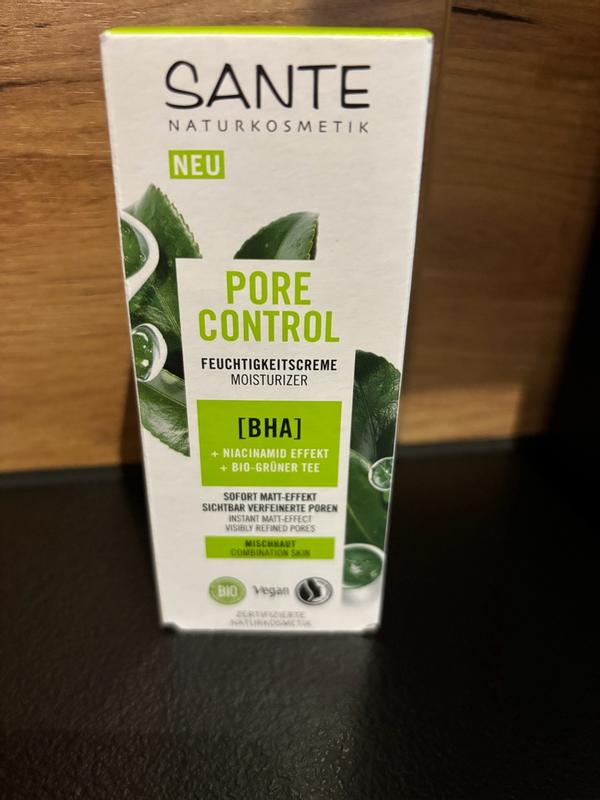 SANTE
NATURKOSMETIK
NEU
PORE
CONTROL
FEUCHTIGKEITSCREME
MOISTURIZER
[BHA]
+ NIACINAMID EFFEKT
+ BIO-GRÜNER TEE
SOFORT MATT-EFFEKT
SICHTBAR VERFEINERTE POREN
INSTANT MATT-EFFECT
VISIBLY REFINED PORES
MISCHHAUT
COMBINATION SKIN
BIO Vegan
ZERTIFIZIERTE
NATURKOSMETIK